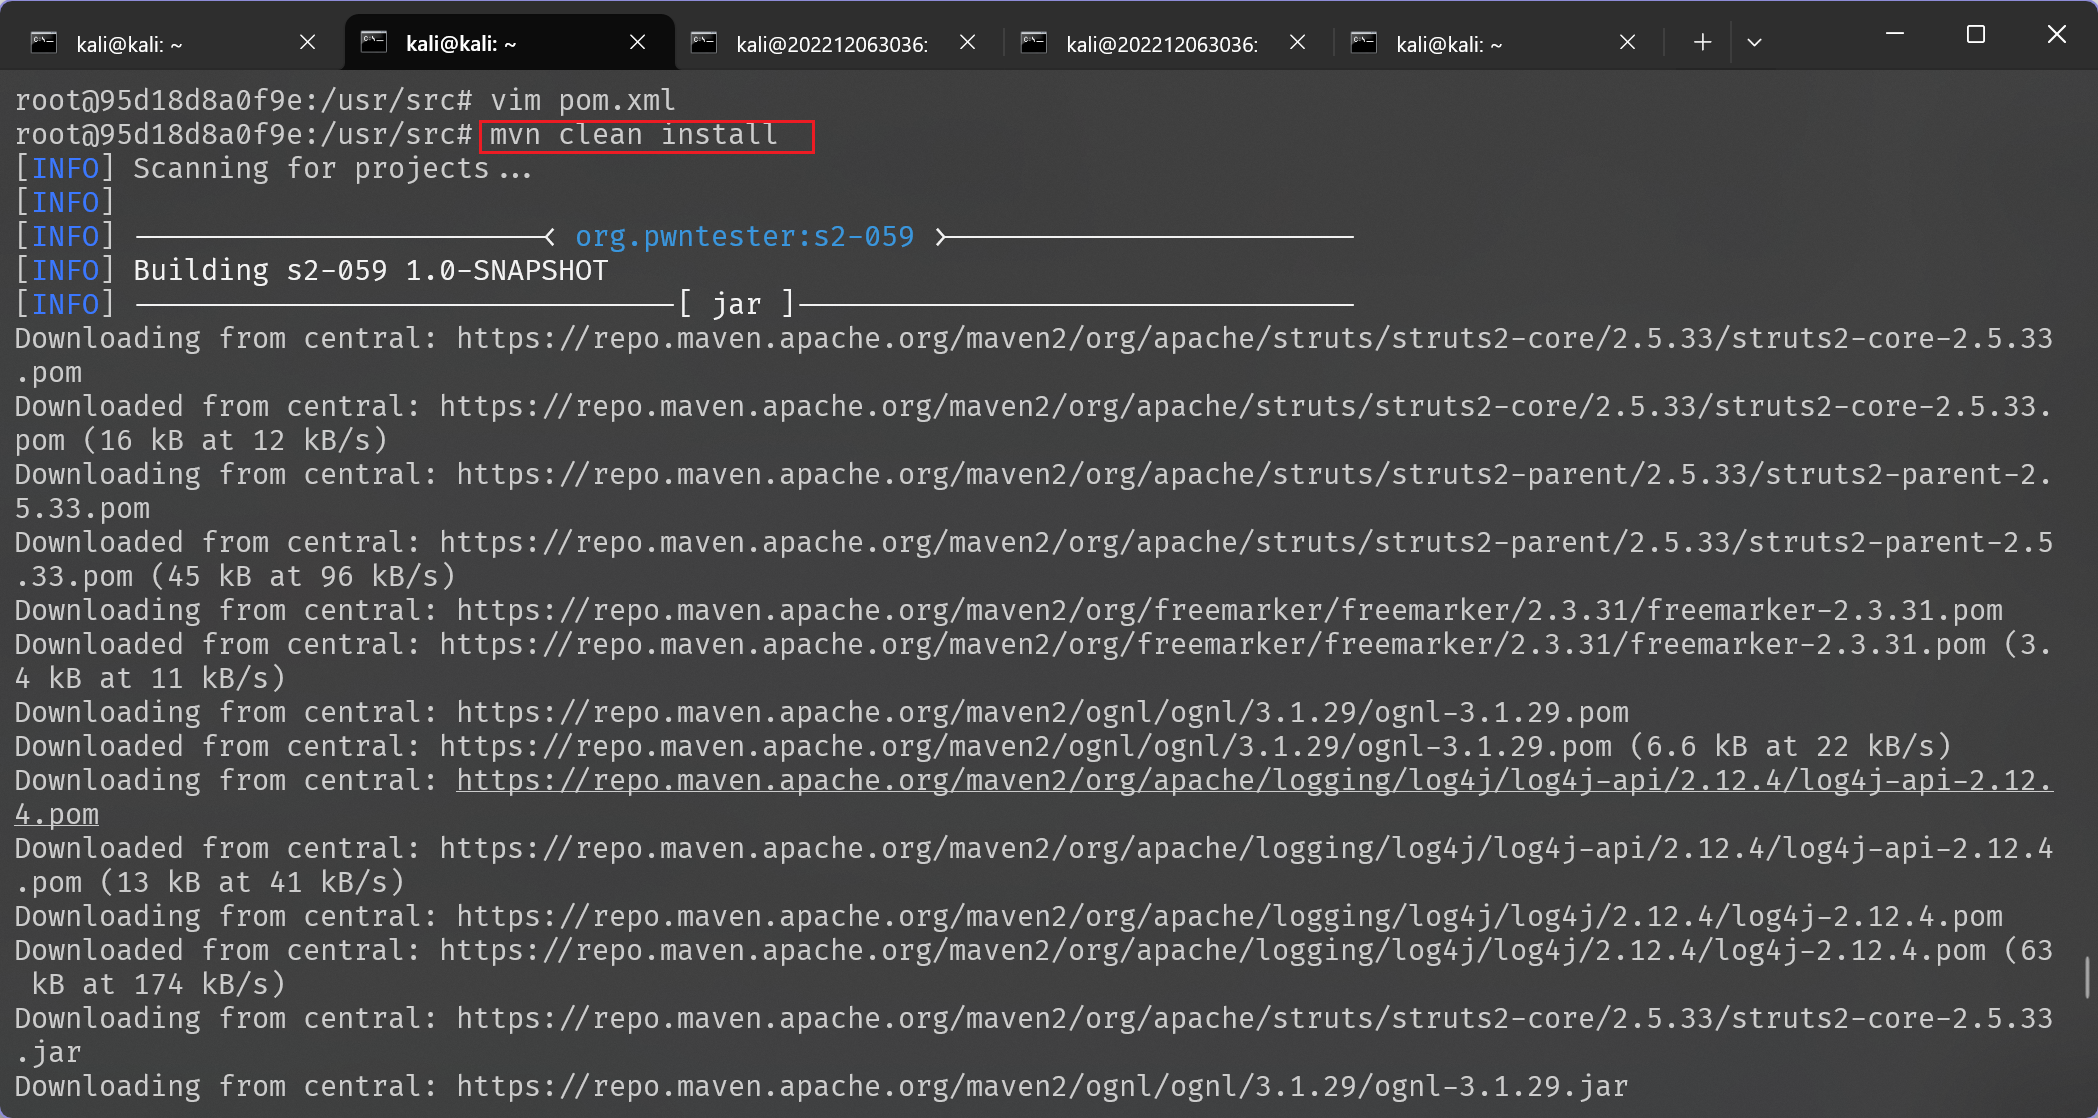 kali@kali: ~
kali@kali: ~
kali@202212063036:
kali@202212063036:
kali@kali: ~
root@95d18d8a0f9e:/usr/src# vim pom.xml
root@95d18d8a0f9e:/usr/src# mvn clean install
[INFO] Scanning for projects...
[INFO]
[INFO] ------------------------< org.pwntester:s2-059 >------------------------
[INFO] Building s2-059 1.0-SNAPSHOT
[INFO] --------------------------------[ jar ]---------------------------------
Downloading from central: https://repo.maven.apache.org/maven2/org/apache/struts/struts2-core/2.5.33/struts2-core-2.5.33
.pom
Downloaded from central: https://repo.maven.apache.org/maven2/org/apache/struts/struts2-core/2.5.33/struts2-core-2.5.33.
pom (16 kB at 12 kB/s)
Downloading from central: https://repo.maven.apache.org/maven2/org/apache/struts/struts2-parent/2.5.33/struts2-parent-2.
5.33.pom
Downloaded from central: https://repo.maven.apache.org/maven2/org/apache/struts/struts2-parent/2.5.33/struts2-parent-2.5
.33.pom (45 kB at 96 kB/s)
Downloading from central: https://repo.maven.apache.org/maven2/org/freemarker/freemarker/2.3.31/freemarker-2.3.31.pom
Downloaded from central: https://repo.maven.apache.org/maven2/org/freemarker/freemarker/2.3.31/freemarker-2.3.31.pom (3.
4 kB at 11 kB/s)
Downloading from central: https://repo.maven.apache.org/maven2/ognl/ognl/3.1.29/ognl-3.1.29.pom
Downloaded from central: https://repo.maven.apache.org/maven2/ognl/ognl/3.1.29/ognl-3.1.29.pom (6.6 kB at 22 kB/s)
Downloading from central: https://repo.maven.apache.org/maven2/org/apache/logging/log4j/log4j-api/2.12.4/log4j-api-2.12.
4.pom
Downloaded from central: https://repo.maven.apache.org/maven2/org/apache/logging/log4j/log4j-api/2.12.4/log4j-api-2.12.4
.pom (13 kB at 41 kB/s)
Downloading from central: https://repo.maven.apache.org/maven2/org/apache/logging/log4j/log4j/2.12.4/log4j-2.12.4.pom
Downloaded from central: https://repo.maven.apache.org/maven2/org/apache/logging/log4j/log4j/2.12.4/log4j-2.12.4.pom (63
 kB at 174 kB/s)
Downloading from central: https://repo.maven.apache.org/maven2/org/apache/struts/struts2-core/2.5.33/struts2-core-2.5.33
.jar
Downloading from central: https://repo.maven.apache.org/maven2/ognl/ognl/3.1.29/ognl-3.1.29.jar